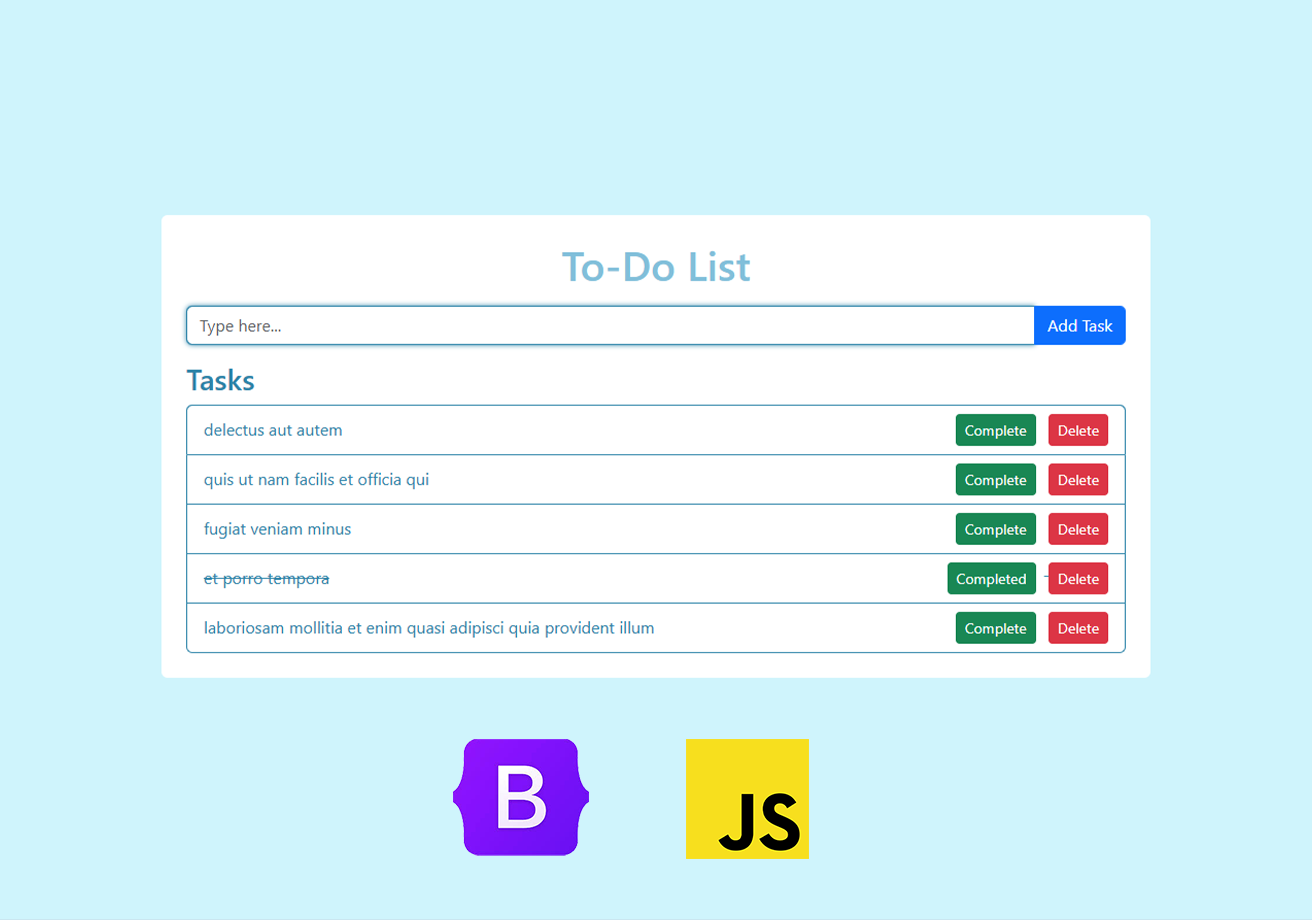 To-Do List
Type here... Add Task
Tasks
delectus aut autem Complete Delete
quis ut nam facilis et officia qui Complete Delete
fugiat veniam minus Complete Delete
et porro tempora Completed Delete
laboriosam mollitia et enim quasi adipisci quia provident illum Complete Delete
B JS